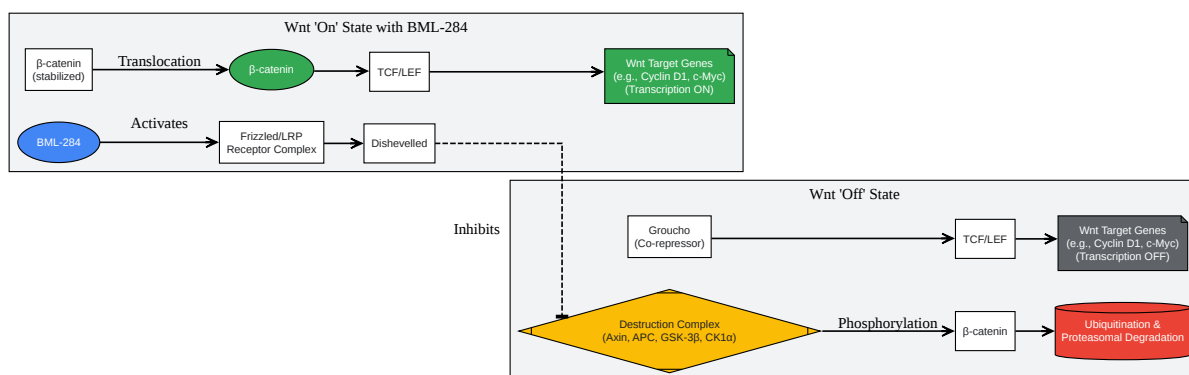 Wnt 'On' State with BML-284
β-catenin
(stabilized)
Translocation
β-catenin
TCF/LEF
Wnt Target Genes
(e.g., Cyclin D1, c-Myc)
(Transcription ON)
BML-284
Activates
Frizzled/LRP
Receptor Complex
Dishevelled
Inhibits
Wnt 'Off' State
Groucho
(Co-repressor)
TCF/LEF
Wnt Target Genes
(e.g., Cyclin D1, c-Myc)
(Transcription OFF)
Destruction Complex
(Axin, APC, GSK-3β, CK1α)
Phosphorylation
β-catenin
Ubiquitination &
Proteasomal Degradation